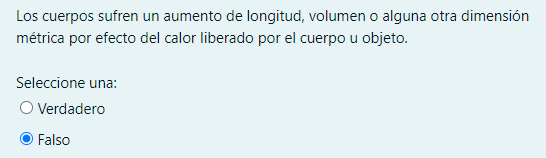 Los cuerpos sufren un aumento de longitud, volumen o alguna otra dimensión
métrica por efecto del calor liberado por el cuerpo u objeto.
Seleccione una:
Verdadero
Falso